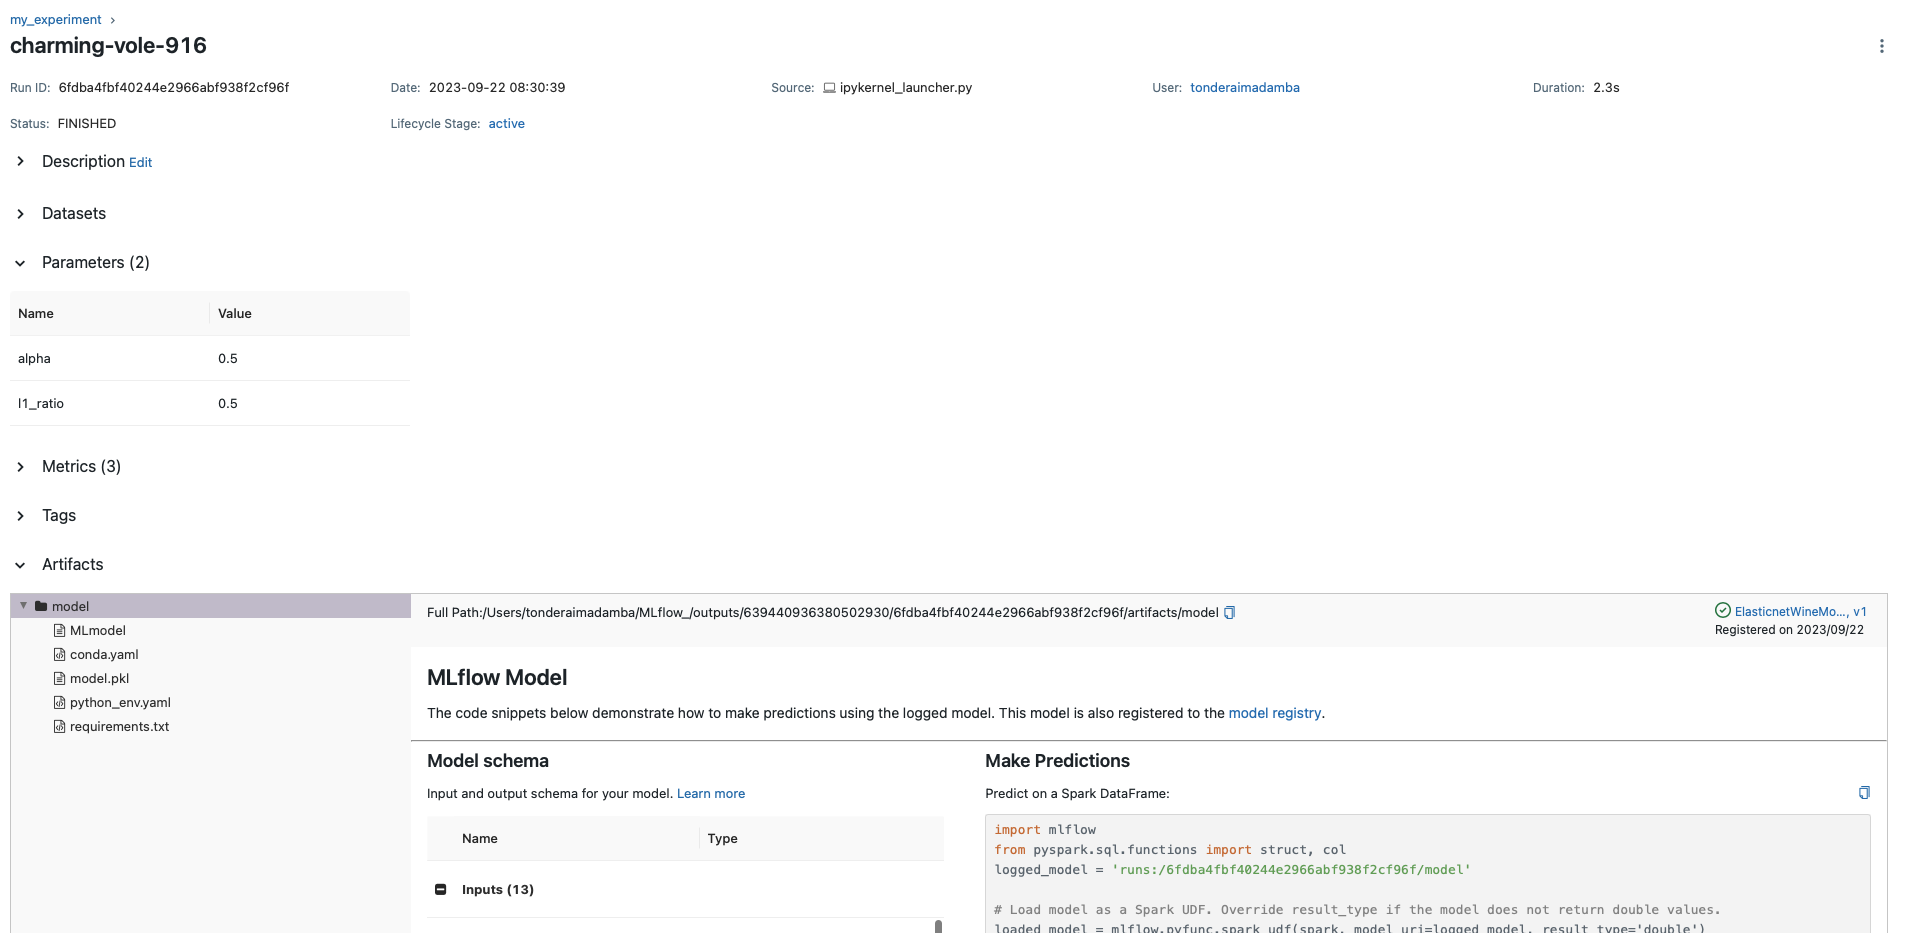 my_experiment
charming-vole-916
Run ID: 6fdba4fbf40244e2966abf938f2cf96f Date: 2023-09-22 08:30:39 Source: ipykernel_launcher.py User: tonderaimadamba Duration: 2.3s
Status: FINISHED Lifecycle Stage: active
Description Edit
Datasets
Parameters (2)
Name Value
alpha 0.5
l1_ratio 0.5
Metrics (3)
Tags
Artifacts
model
MLmodel
conda.yaml
model.pkl
python_env.yaml
requirements.txt
Full Path:/Users/tonderaimadamba/MLflow_/outputs/639440936380502930/6fdba4fbf40244e2966abf938f2cf96f/artifacts/model
ElasticnetWineMo..., v1
Registered on 2023/09/22
MLflow Model
The code snippets below demonstrate how to make predictions using the logged model. This model is also registered to the model registry.
Model schema
Input and output schema for your model. Learn more
Name Type
Inputs (13)
Make Predictions
Predict on a Spark DataFrame:
import mlflow
from pyspark.sql.functions import struct, col
logged_model = 'runs:/6fdba4fbf40244e2966abf938f2cf96f/model'
# Load model as a Spark UDF. Override result_type if the model does not return double values.
loaded_model = mlflow.pyfunc.spark_udf(spark, model_uri=logged_model, result_type='double')